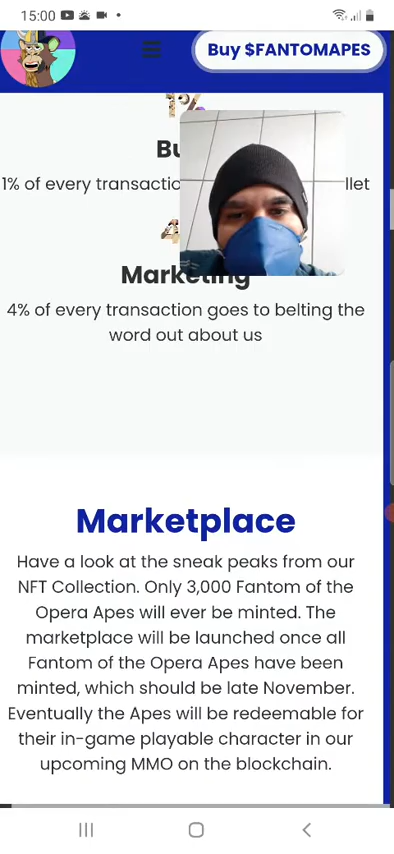 15:00
Buy $FANTOMAPES
1%
1% of every transactio
llet
Marketing
4% of every transaction goes to belting the
word out about us
Marketplace
Have a look at the sneak peaks from our
NFT Collection. Only 3,000 Fantom of the
Opera Apes will ever be minted. The
marketplace will be launched once all
Fantom of the Opera Apes have been
minted, which should be late November.
Eventually the Apes will be redeemable for
their in-game playable character in our
upcoming MMO on the blockchain.